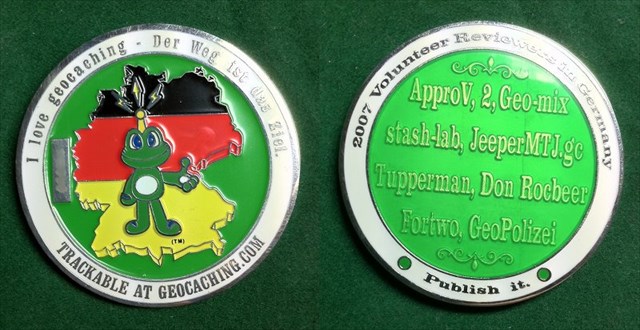 I love geocaching - Der Weg ist das Ziel.
(TM)
TRACKABLE AT GEOCACHING.COM
2007 Volunteer Reviewers in Germany
ApproV, 2, Geo-mix
stash-lab, JeeperMTJ.gc
Tupperman, Don Rocbeer
Fortwo, GeoPolizei
Publish it.